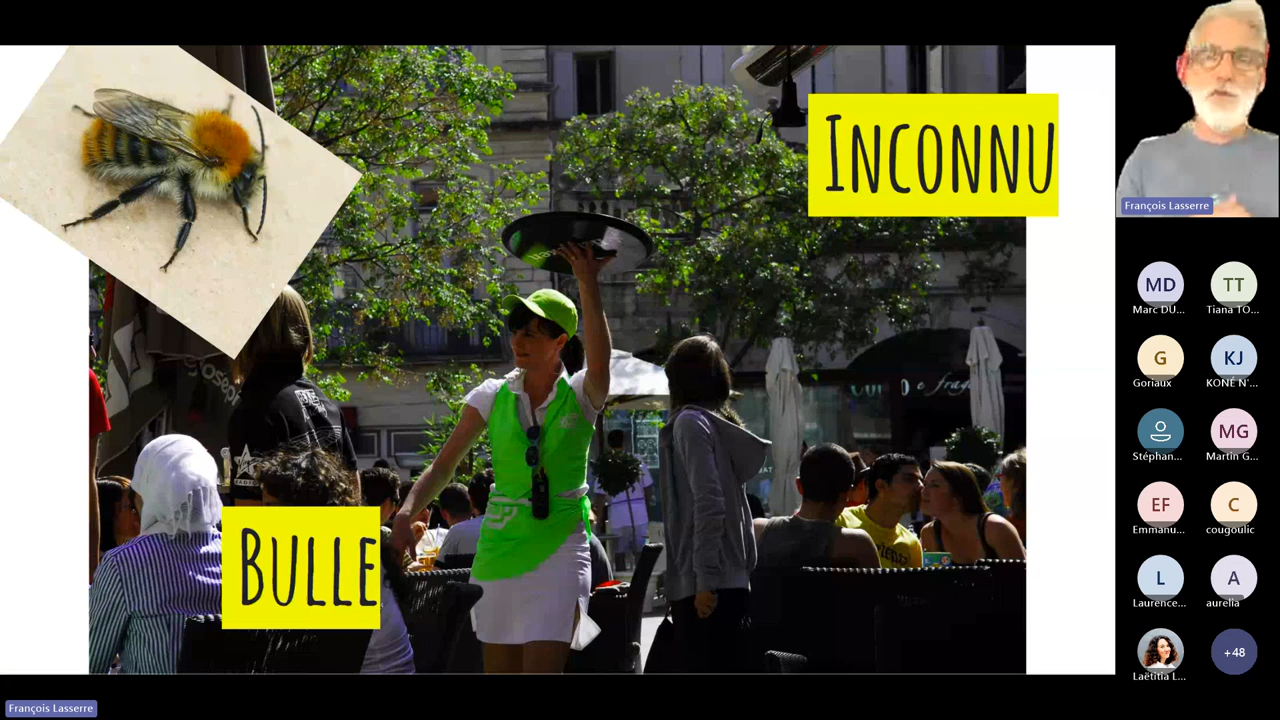 INCONNU
BULLE
François Lasserre
MD
Marc DU...
TT
Tiana TO...
G
Goriaux
KJ
KONÉ N'...
Stéphan...
MG
Martin G...
EF
Emmanu...
C
cougoulic
L
Laurence...
A
aurelia
Laëtitia L...
+48
François Lasserre